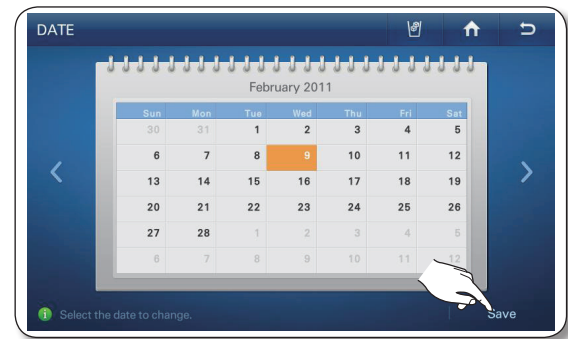 DATE
February 2011
Sun Mon Tue Wed Thu Fri Sat
30 31 1 2 3 4 5
6 7 8 9 10 11 12
13 14 15 16 17 18 19
20 21 22 23 24 25 26
27 28 1 2 3 4 5
6 7 8 9 10 11 12
Select the date to change.
Save